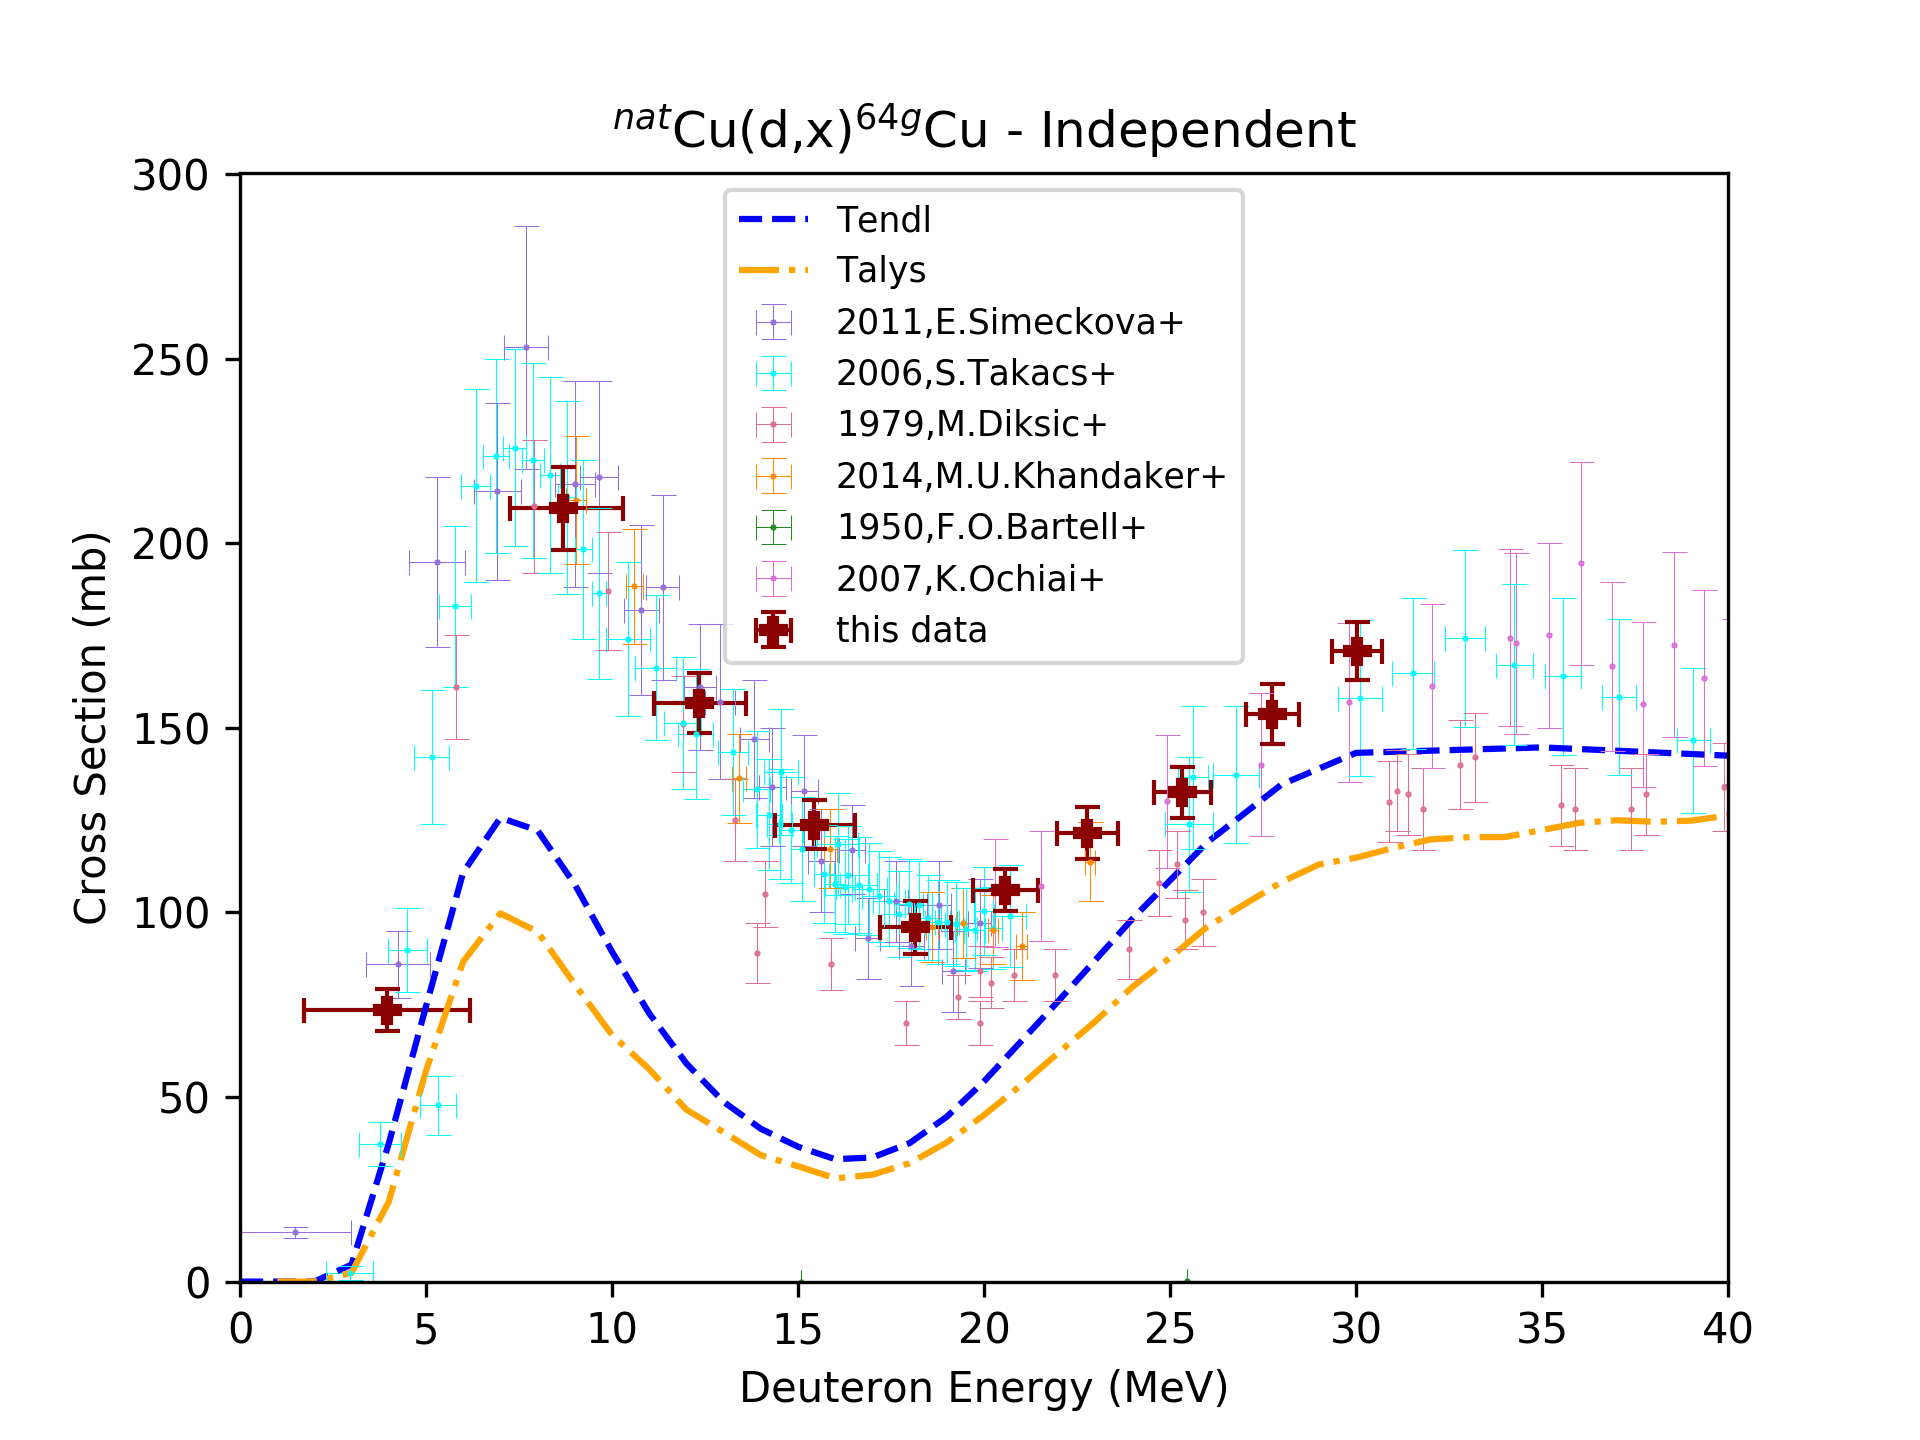 natCu(d,x)64gCu - Independent
300
250
200
150
100
50
0
Cross Section (mb)
Tendl
Talys
2011,E.Simeckova+
2006,S.Takacs+
1979,M.Diksic+
2014,M.U.Khandaker+
1950,F.O.Bartell+
2007,K.Ochiai+
this data
0 5 10 15 20 25 30 35 40
Deuteron Energy (MeV)